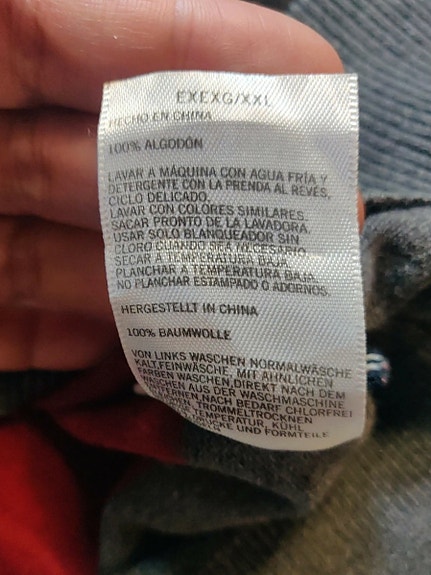 EXEXG/XXL
HECHO EN CHINA
100% ALGODÓN
LAVAR A MÁQUINA CON AGUA FRÍA Y
DETERGENTE CON LA PRENDA AL REVÉS,
CICLO DELICADO.
LAVAR CON COLORES SIMILARES.
SACAR PRONTO DE LA LAVADORA.
USAR SOLO BLANQUEADOR SIN
CLORO CUANDO SEA NECESARIO.
SECAR A TEMPERATURA BAJA.
PLANCHAR A TEMPERATURA BAJA.
NO PLANCHAR ESTAMPADO O ADORNOS.
HERGESTELLT IN CHINA
100% BAUMWOLLE
VON LINKS WASCHEN NORMALWÄSCHE
KALT,FEINWÄSCHE, MIT ÄHNLICHEN
FARBEN WASCHEN,DIREKT NACH DEM
WASCHEN AUS DER WASCHMASCHINE
NACH BEDARF CHLORFREI
TROMMELTROCKNEN
TEMPERATUR, KÜHL
UND FORMTEILE